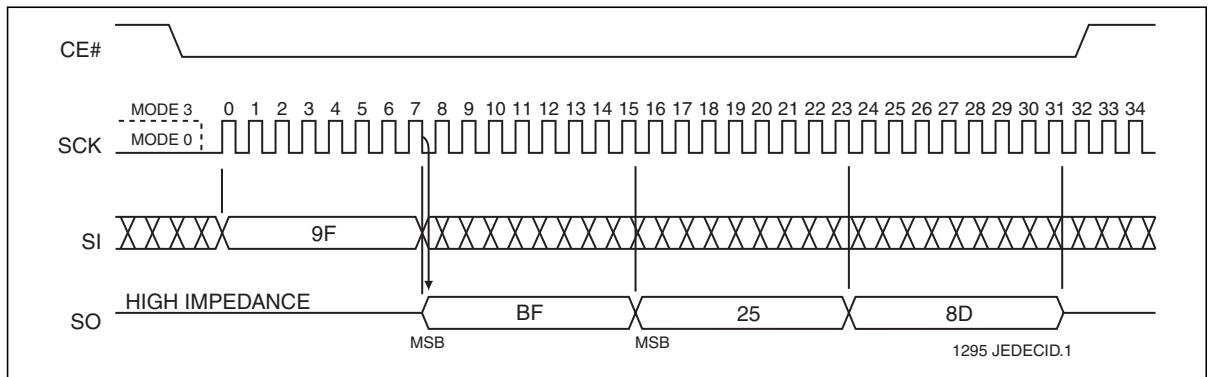 CE#
MODE 3
0 1 2 3 4 5 6 7 8 9 10 11 12 13 14 15 16 17 18 19 20 21 22 23 24 25 26 27 28 29 30 31 32 33 34
SCK
MODE 0
SI
9F
HIGH IMPEDANCE
SO
BF
25
8D
MSB
MSB
1295 JEDECID.1